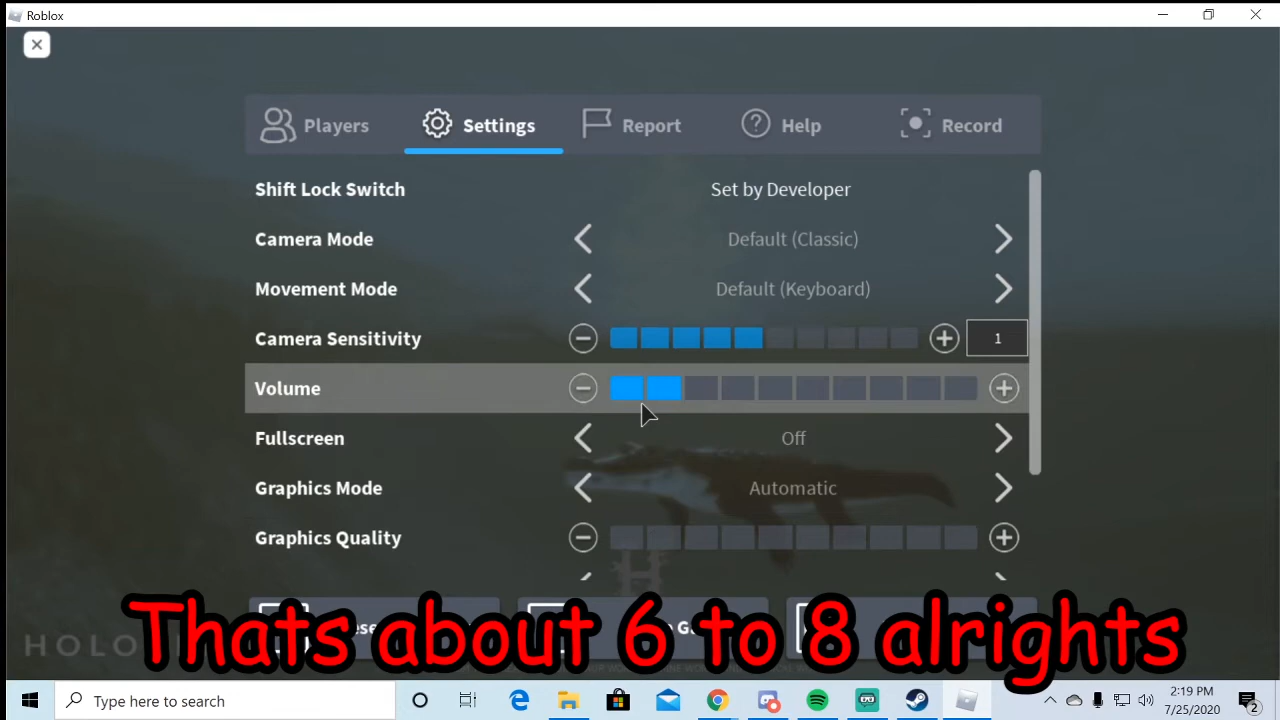 Roblox
Players Settings Report Help Record
Shift Lock Switch Set by Developer
Camera Mode Default (Classic)
Movement Mode Default (Keyboard)
Camera Sensitivity 1
Volume
Fullscreen Off
Graphics Mode Automatic
Graphics Quality
Thats about 6 to 8 alrights
Type here to search
2:19 PM
7/25/2020
2